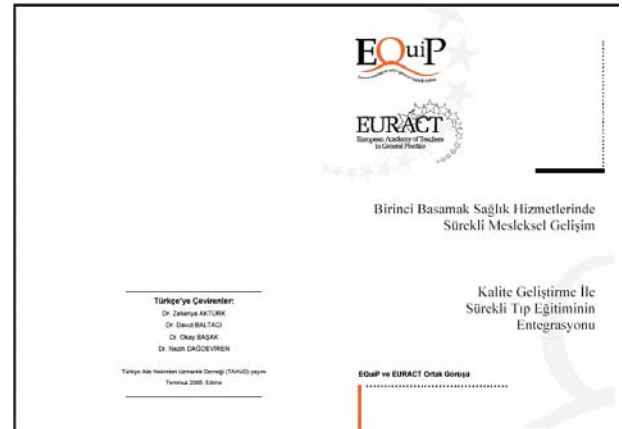 EQuiP
EURACT
European Academy of Teachers
in General Practice
Birinci Basamak Sağlık Hizmetlerinde
Sürekli Mesleksel Gelişim
Kalite Geliştirme İle
Sürekli Tıp Eğitiminin
Entegrasyonu
EQuiP ve EURACT Ortak Görüşü
Türkçe'ye Çevirenler:
Dr. Zekeriya AKTÜRK
Dr. Davut BALTACI
Dr. Okay BAŞAK
Dr. Nezih DAĞDEVİREN
Türkiye Aile Hekimleri Uzmanlık Derneği (TAHUD) yayını
Temmuz 2005, Edirne